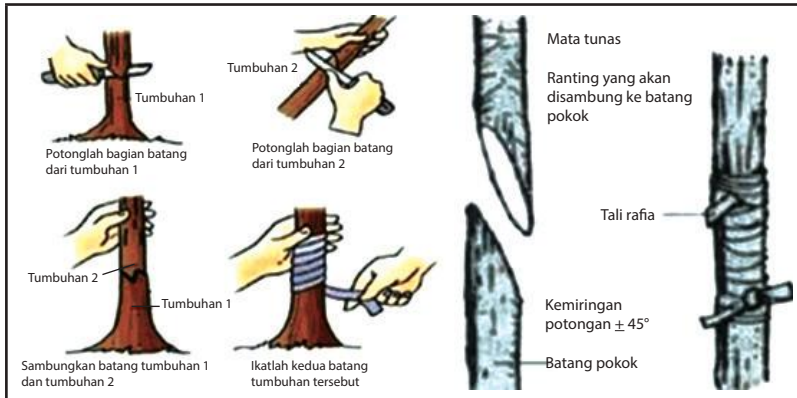 Tumbuhan 1
Potonglah bagian batang
dari tumbuhan 1
Tumbuhan 2
Potonglah bagian batang
dari tumbuhan 2
Tumbuhan 2
Tumbuhan 1
Sambungkan batang tumbuhan 1
dan tumbuhan 2
Ikatlah kedua batang
tumbuhan tersebut
Mata tunas
Ranting yang akan
disambung ke batang
pokok
Kemiringan
potongan ± 45°
Batang pokok
Tali rafia